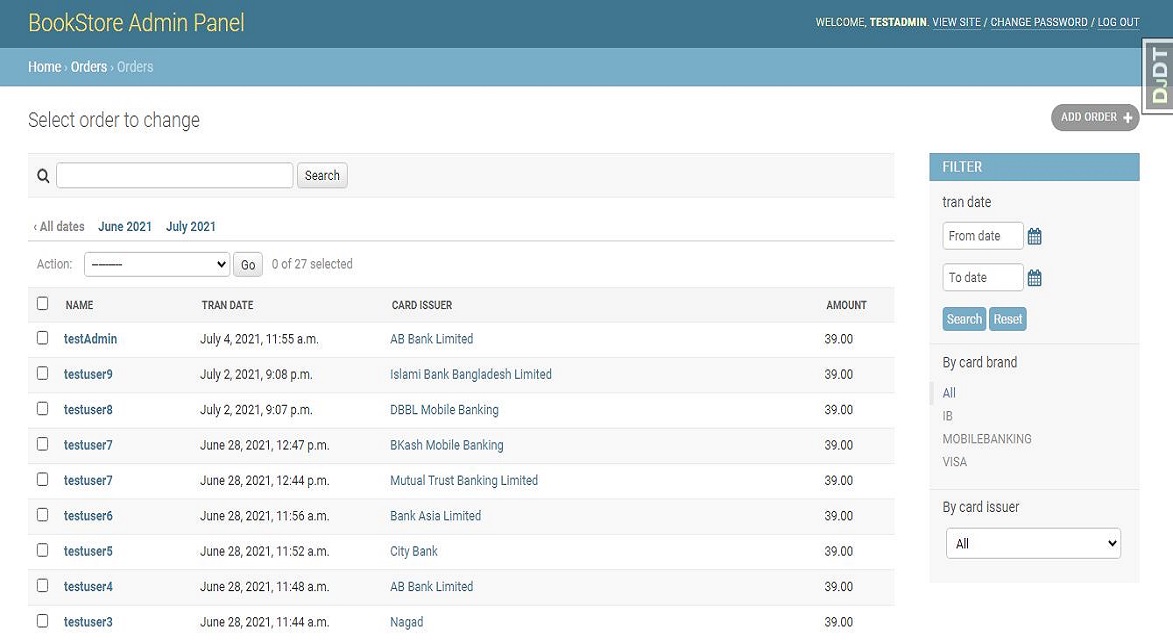 BookStore Admin Panel
WELCOME, TESTADMIN. VIEW SITE / CHANGE PASSWORD / LOG OUT
Home › Orders › Orders
DJDT
Select order to change
ADD ORDER +
Search
‹ All dates June 2021 July 2021
Action: --------- Go 0 of 27 selected
NAME TRAN DATE CARD ISSUER AMOUNT
testAdmin July 4, 2021, 11:55 a.m. AB Bank Limited 39.00
testuser9 July 2, 2021, 9:08 p.m. Islami Bank Bangladesh Limited 39.00
testuser8 July 2, 2021, 9:07 p.m. DBBL Mobile Banking 39.00
testuser7 June 28, 2021, 12:47 p.m. BKash Mobile Banking 39.00
testuser7 June 28, 2021, 12:44 p.m. Mutual Trust Banking Limited 39.00
testuser6 June 28, 2021, 11:56 a.m. Bank Asia Limited 39.00
testuser5 June 28, 2021, 11:52 a.m. City Bank 39.00
testuser4 June 28, 2021, 11:48 a.m. AB Bank Limited 39.00
testuser3 June 28, 2021, 11:44 a.m. Nagad 39.00
FILTER
tran date
From date
To date
Search Reset
By card brand
All
IB
MOBILEBANKING
VISA
By card issuer
All